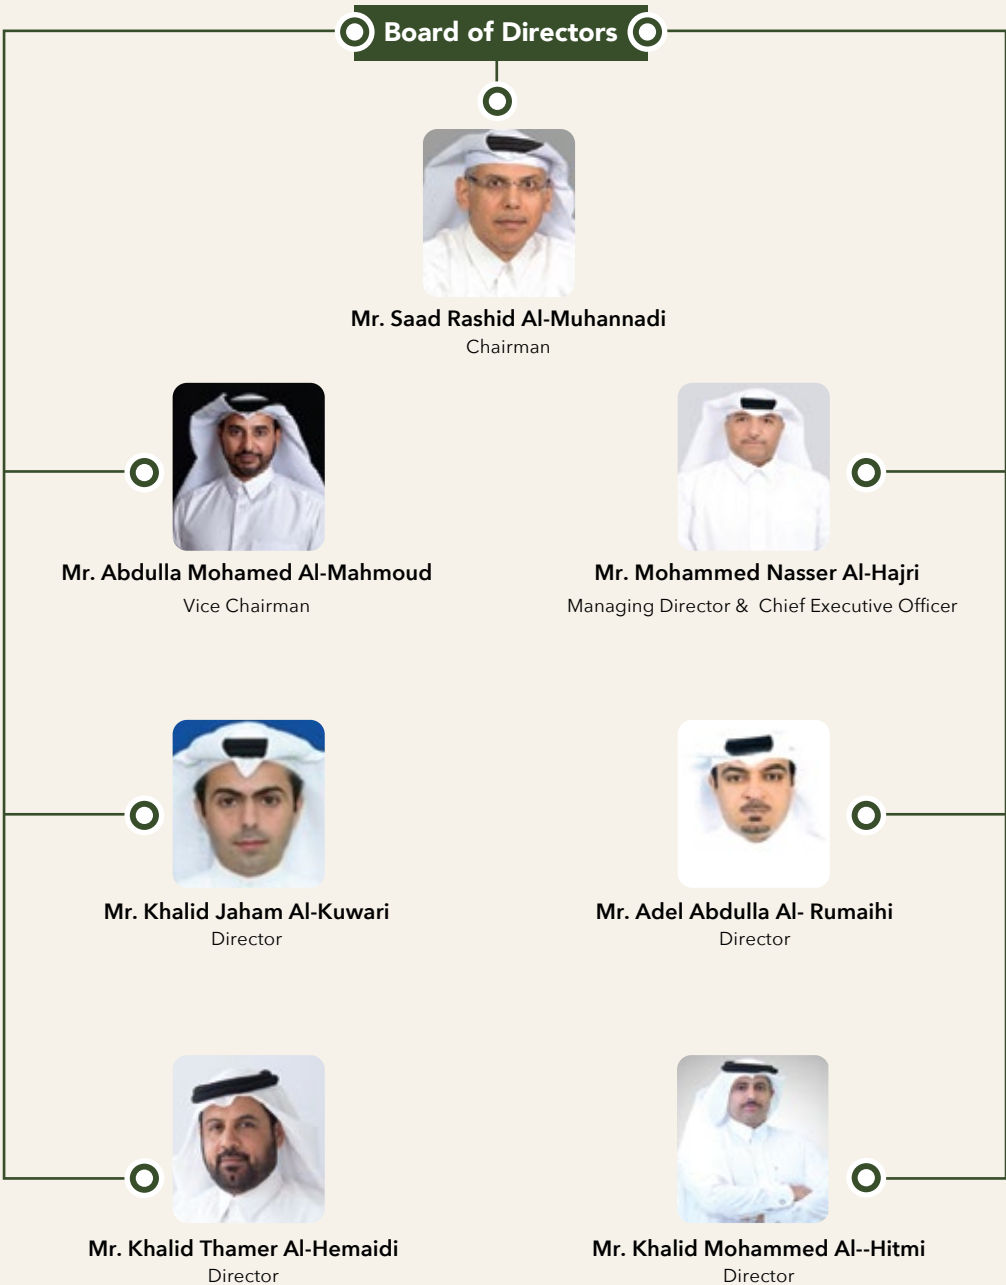 Board of Directors
Mr. Saad Rashid Al-Muhannadi
Chairman
Mr. Abdulla Mohamed Al-Mahmoud
Vice Chairman
Mr. Mohammed Nasser Al-Hajri
Managing Director &  Chief Executive Officer
Mr. Khalid Jaham Al-Kuwari
Director
Mr. Adel Abdulla Al- Rumaihi
Director
Mr. Khalid Thamer Al-Hemaidi
Director
Mr. Khalid Mohammed Al--Hitmi
Director